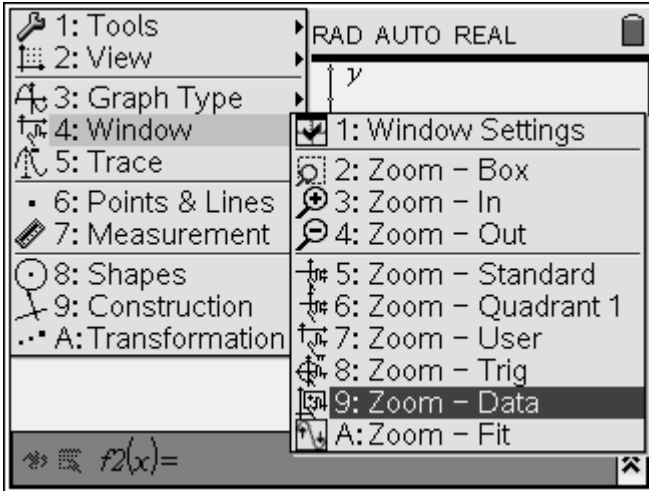 1: Tools
2: View
3: Graph Type
4: Window
5: Trace
6: Points & Lines
7: Measurement
8: Shapes
9: Construction
A: Transformation
RAD AUTO REAL
y
1: Window Settings
2: Zoom – Box
3: Zoom – In
4: Zoom – Out
5: Zoom – Standard
6: Zoom – Quadrant 1
7: Zoom – User
8: Zoom – Trig
9: Zoom – Data
A: Zoom – Fit
f2(x)=